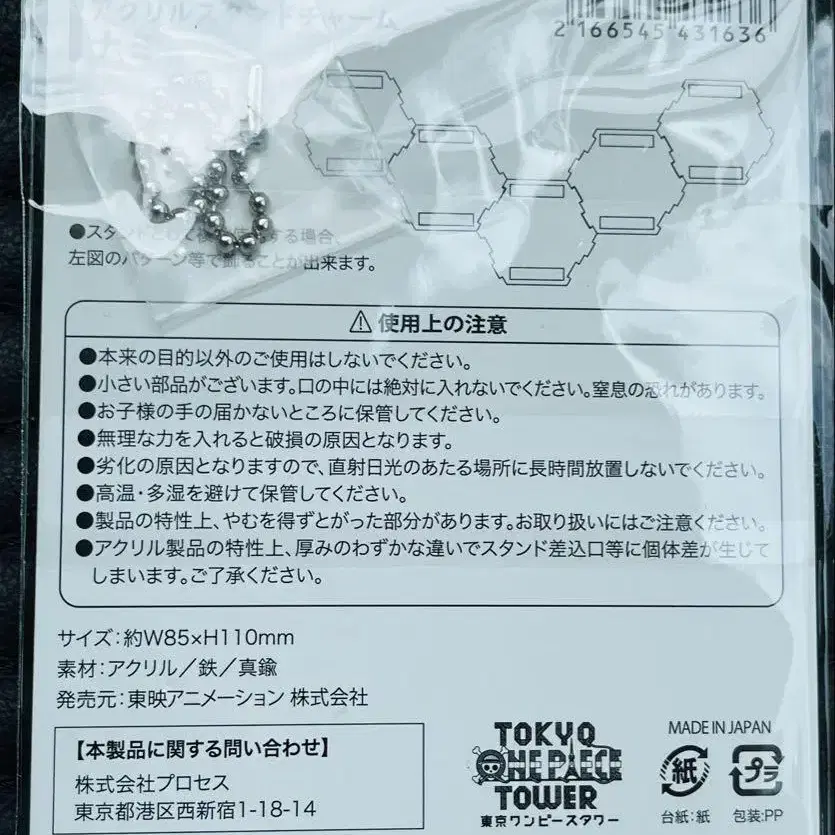 アクリルスタンドチャーム
ナミ
2 166545 431636
●スタンドとして使用する場合、
左図のパターン等で飾ることが出来ます。
⚠使用上の注意
●本来の目的以外のご使用はしないでください。
●小さい部品がございます。口の中には絶対に入れないでください。窒息の恐れがあります。
●お子様の手の届かないところに保管してください。
●無理な力を入れると破損の原因となります。
●劣化の原因となりますので、直射日光のあたる場所に長時間放置しないでください。
●高温・多湿を避けて保管してください。
●製品の特性上、やむを得ずとがった部分があります。お取り扱いにはご注意ください。
●アクリル製品の特性上、厚みのわずかな違いでスタンド差込口等に個体差が生じて
しまいます。ご了承ください。
サイズ：約W85×H110mm
素材：アクリル／鉄／真鍮
発売元：東映アニメーション 株式会社
【本製品に関する問い合わせ】
株式会社プロセス
東京都港区西新宿1-18-14
TOKYO
ONE PIECE
TOWER
東京ワンピースタワー
MADE IN JAPAN
紙
プラ
台紙：紙
包装：PP